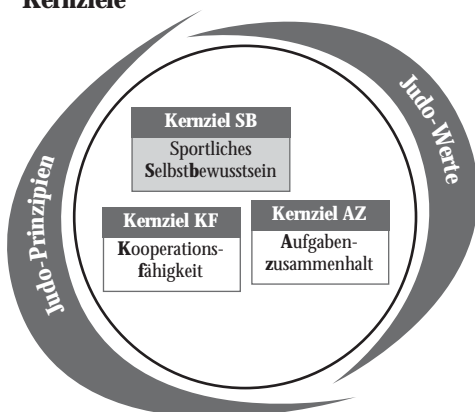 Kernziele
Judo-Prinzipien
Judo-Werte
Kernziel SB
Sportliches
Selbstbewusstsein
Kernziel KF
Kooperations-
fähigkeit
Kernziel AZ
Aufgaben-
zusammenhalt